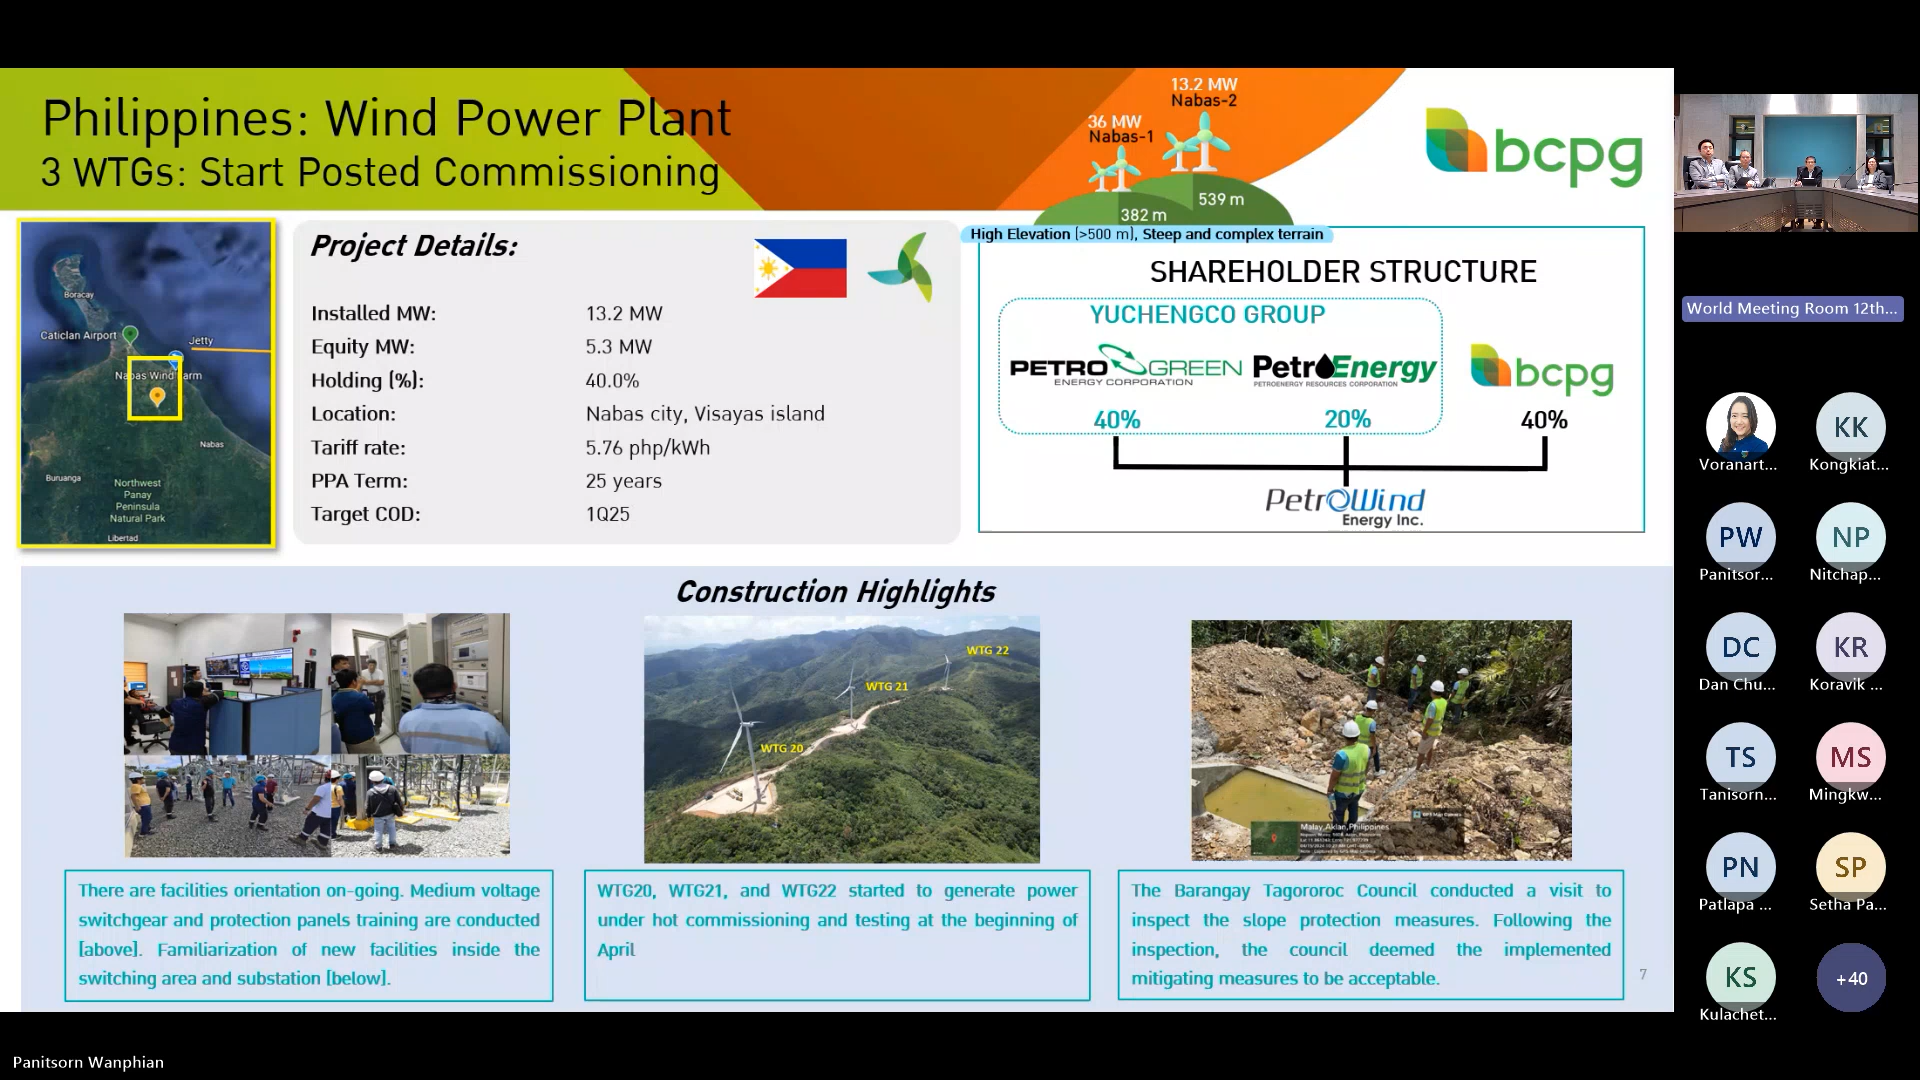 Philippines: Wind Power Plant
3 WTGs: Start Posted Commissioning
13.2 MW
Nabas-2
36 MW
Nabas-1
539 m
382 m
bcpg
High Elevation (>500 m), Steep and complex terrain
Boracay
Caticlan Airport
Jetty
Nabas Wind Farm
Nabas
Buruanga
Northwest
Panay
Peninsula
Natural Park
Libertad
Project Details:
Installed MW: 13.2 MW
Equity MW: 5.3 MW
Holding (%): 40.0%
Location: Nabas city, Visayas island
Tariff rate: 5.76 php/kWh
PPA Term: 25 years
Target COD: 1Q25
SHAREHOLDER STRUCTURE
YUCHENGCO GROUP
PETRO GREEN
ENERGY CORPORATION
PetroEnergy
PETROENERGY RESOURCES CORPORATION
bcpg
40%
20%
40%
PetroWind
Energy Inc.
Construction Highlights
WTG 22
WTG 21
WTG 20
Malay, Aklan, Philippines
There are facilities orientation on-going. Medium voltage
switchgear and protection panels training are conducted
[above]. Familiarization of new facilities inside the
switching area and substation [below].
WTG20, WTG21, and WTG22 started to generate power
under hot commissioning and testing at the beginning of
April
The Barangay Tagororoc Council conducted a visit to
inspect the slope protection measures. Following the
inspection, the council deemed the implemented
mitigating measures to be acceptable.
7
World Meeting Room 12th...
Voranart...
KK
Kongkiat...
PW
Panitsor...
NP
Nitchap...
DC
Dan Chu...
KR
Koravik ...
TS
Tanisorn...
MS
Mingkw...
PN
Patlapa ...
SP
Setha Pa...
KS
Kulachet...
+40
Panitsorn Wanphian